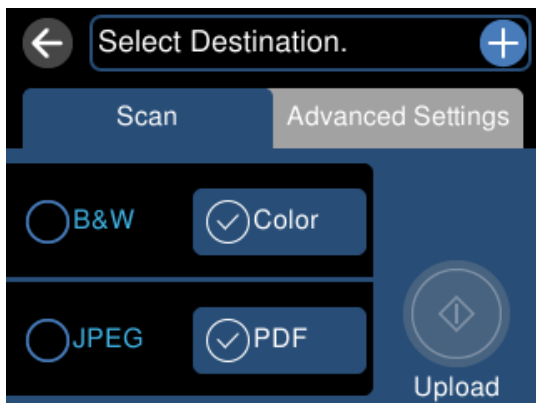 Select Destination.
Scan
Advanced Settings
B&W
Color
JPEG
PDF
Upload